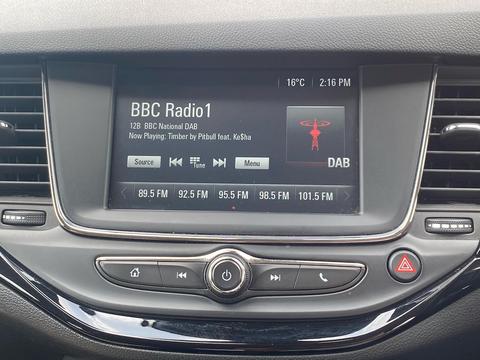 16°C 2:16 PM
BBC Radio1
12B BBC National DAB
Now Playing: Timber by Pitbull feat. Ke$ha
Source Tune Menu
DAB
89.5 FM 92.5 FM 95.5 FM 98.5 FM 101.5 FM